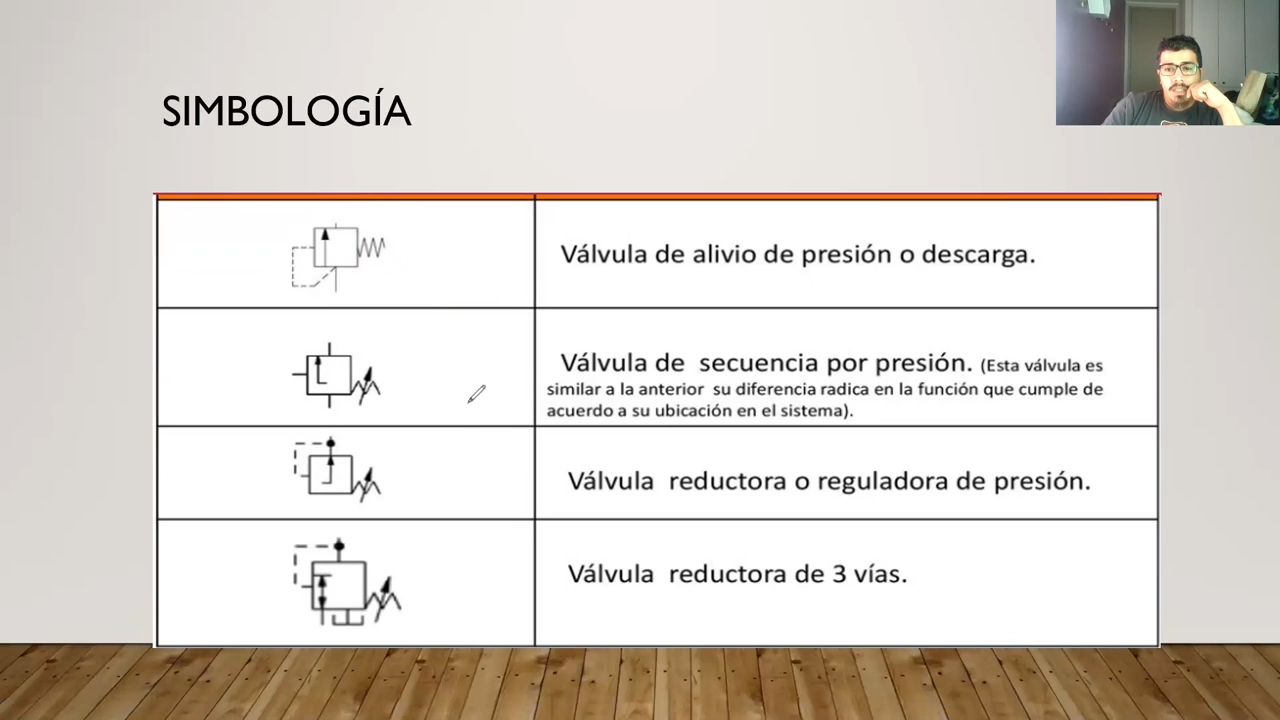 SIMBOLOGÍA
Válvula de alivio de presión o descarga.
Válvula de secuencia por presión. (Esta válvula es
similar a la anterior su diferencia radica en la función que cumple de
acuerdo a su ubicación en el sistema).
Válvula reductora o reguladora de presión.
Válvula reductora de 3 vías.